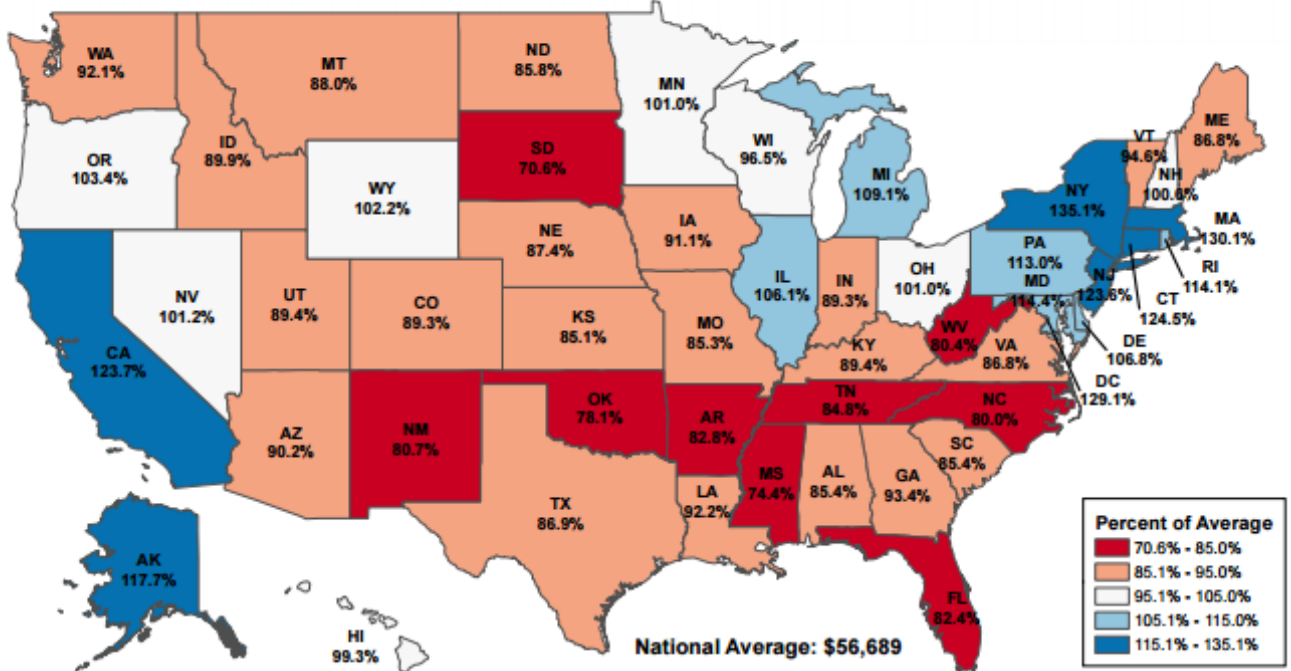 WA
92.1%
MT
88.0%
ND
85.8%
MN
101.0%
ID
89.9%
OR
103.4%
WY
102.2%
SD
70.6%
WI
96.5%
MI
109.1%
VT
94.6%
ME
86.8%
NH
100.6%
NY
135.1%
MA
130.1%
RI
114.1%
CT
124.5%
NJ
123.6%
PA
113.0%
MD
114.4%
DE
106.8%
DC
129.1%
NE
87.4%
IA
91.1%
IL
106.1%
IN
89.3%
OH
101.0%
WV
80.4%
VA
86.8%
KY
89.4%
NV
101.2%
UT
89.4%
CO
89.3%
KS
85.1%
MO
85.3%
CA
123.7%
AZ
90.2%
NM
80.7%
OK
78.1%
AR
82.8%
TN
84.8%
NC
80.0%
SC
85.4%
MS
74.4%
AL
85.4%
GA
93.4%
TX
86.9%
LA
92.2%
FL
82.4%
AK
117.7%
HI
99.3%
National Average: $56,689
Percent of Average
70.6% - 85.0%
85.1% - 95.0%
95.1% - 105.0%
105.1% - 115.0%
115.1% - 135.1%